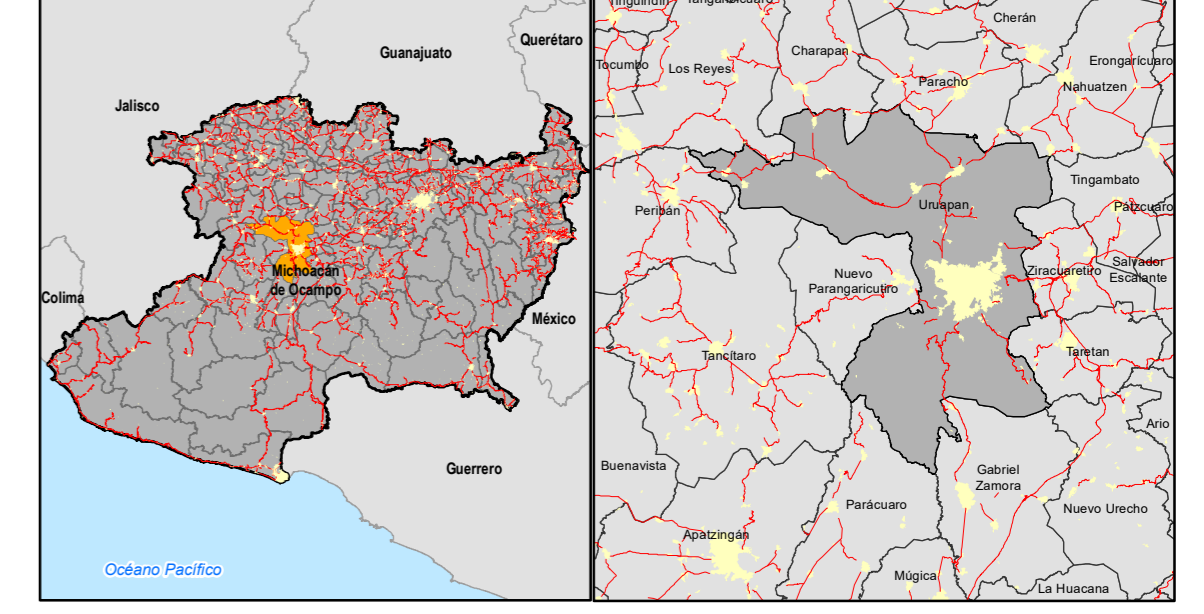 Querétaro
Guanajuato
Jalisco
Michoacán
de Ocampo
Colima
México
Guerrero
Océano Pacífico
Cherán
Charapan
Tocumbo
Los Reyes
Erongarícuaro
Paracho
Nahuatzen
Tingambato
Peribán
Uruapan
Pátzcuaro
Nuevo
Parangaricutiro
Ziracuaretiro
Salvador
Escalante
Tancítaro
Taretan
Ario
Buenavista
Gabriel
Zamora
Parácuaro
Nuevo Urecho
Apatzingán
Múgica
La Huacana